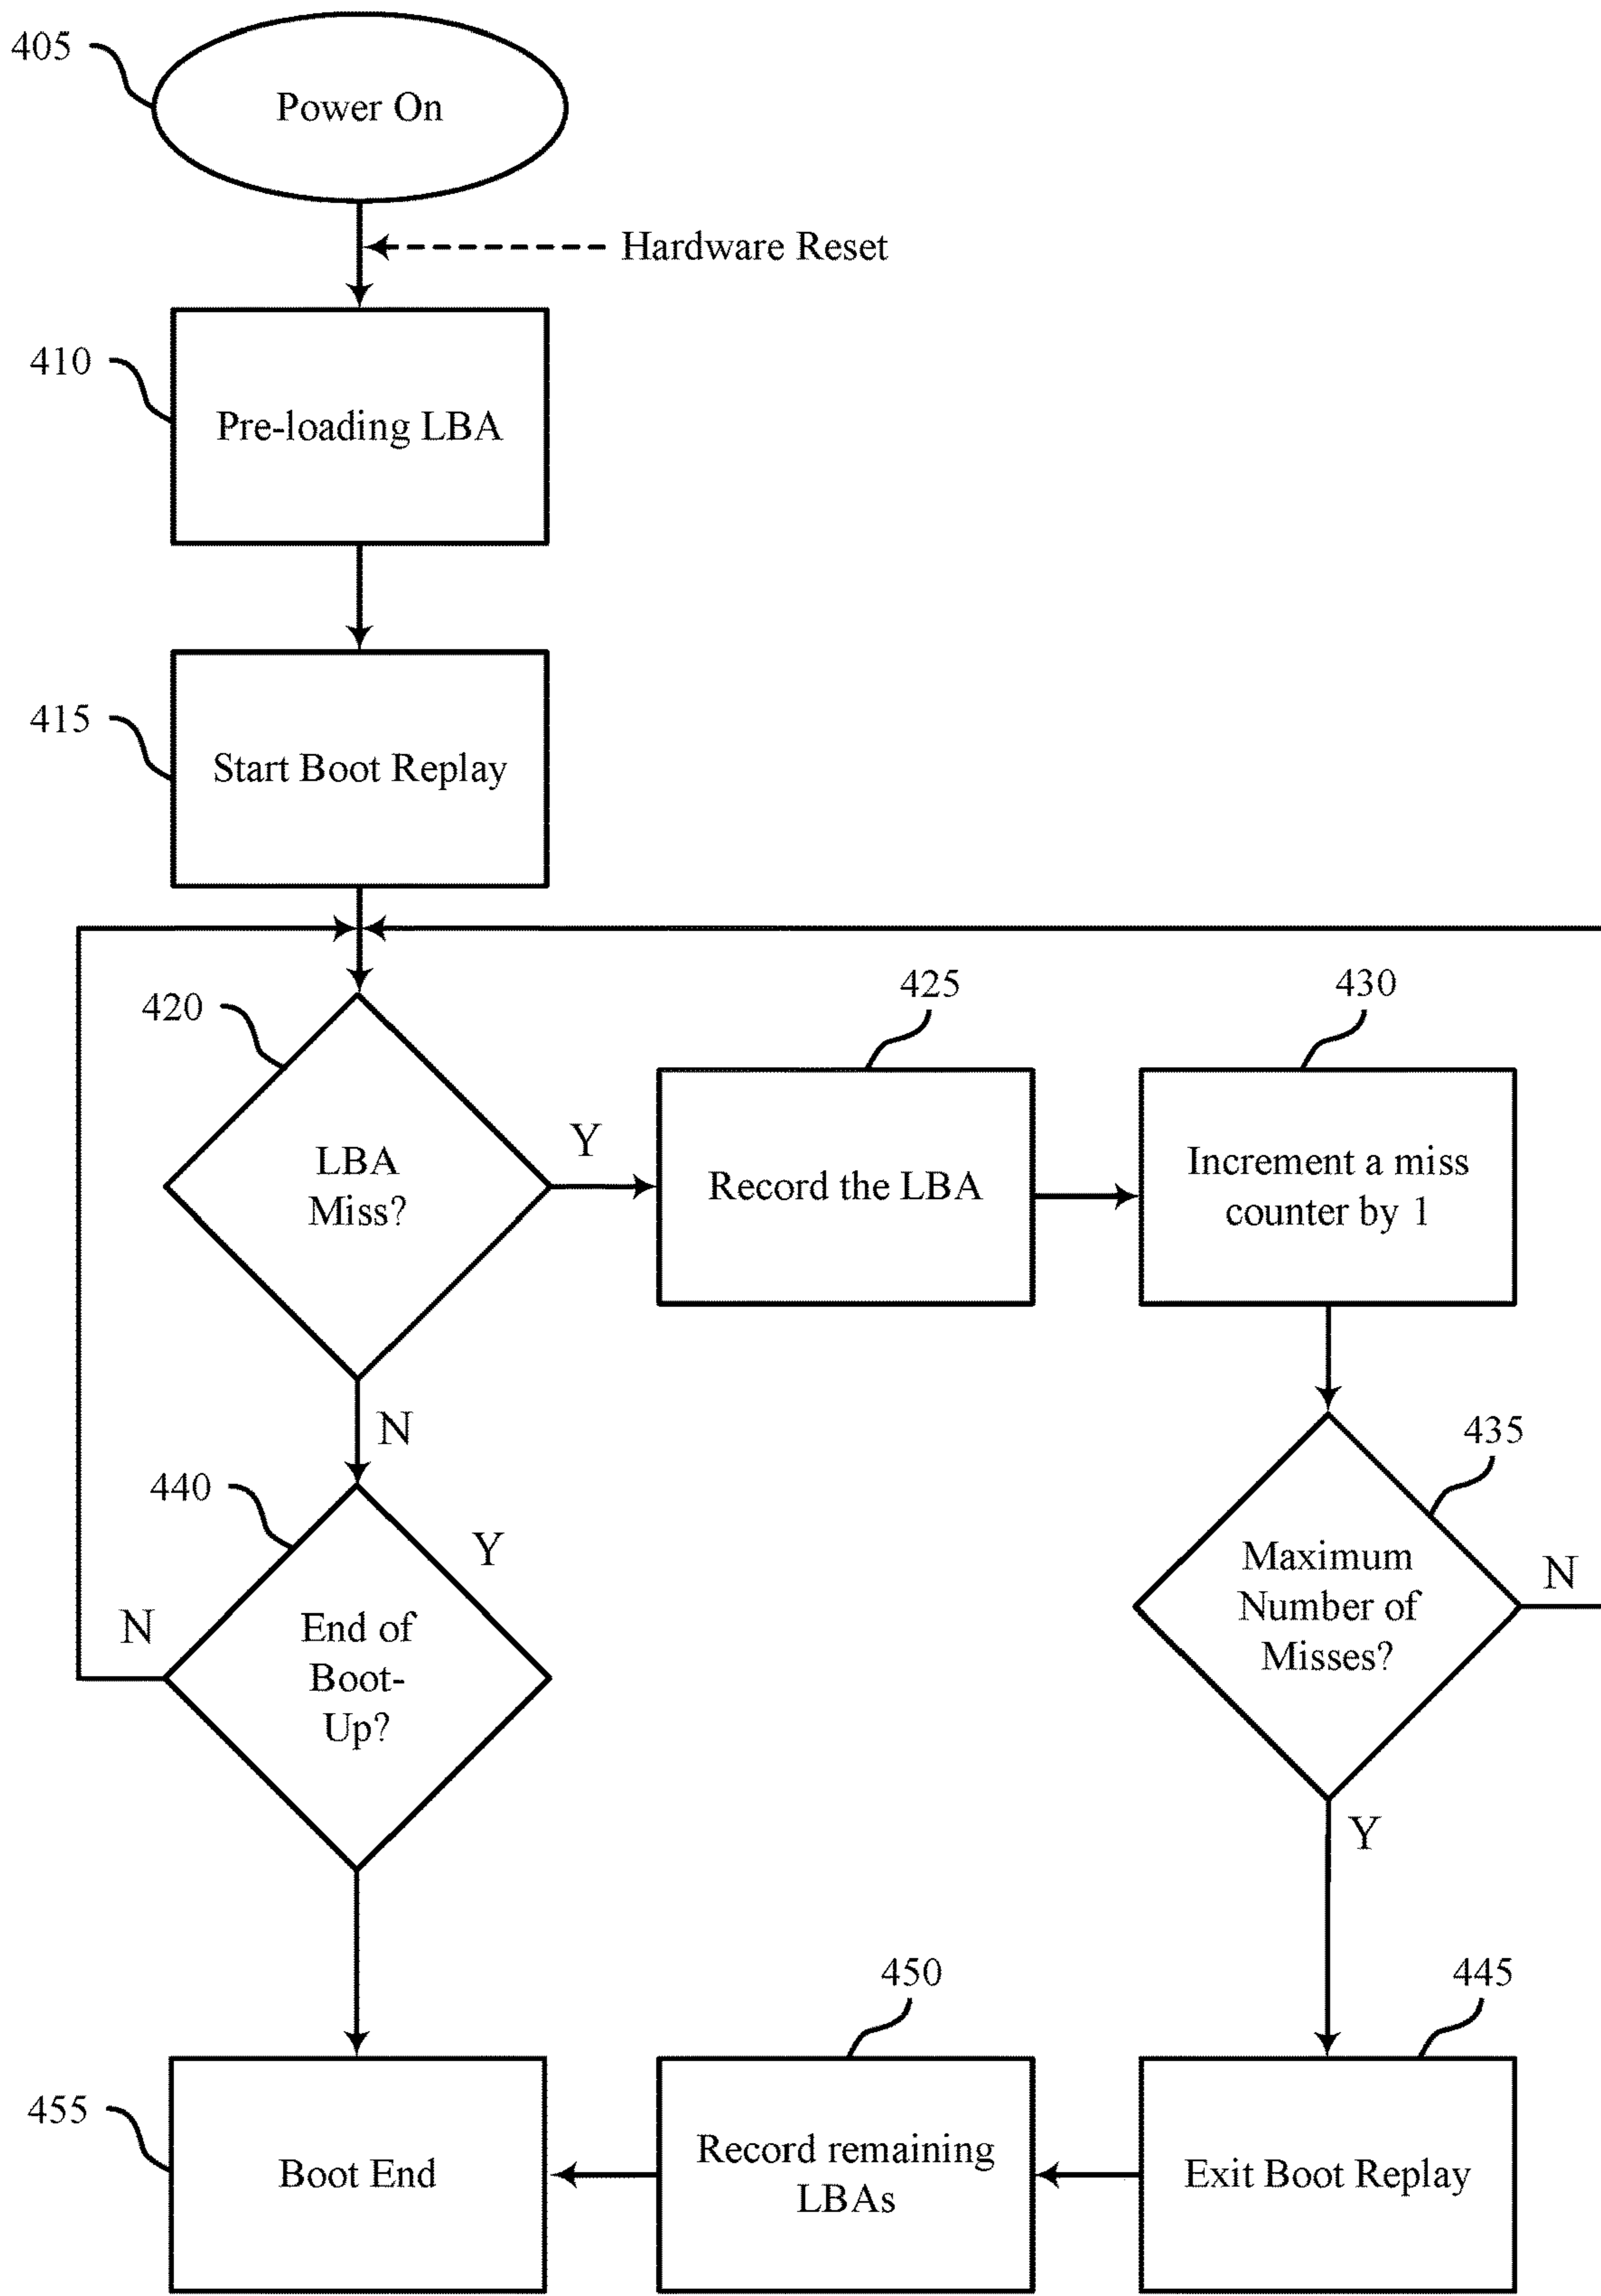 405
Power On
Hardware Reset
410
Pre-loading LBA
415
Start Boot Replay
420
425
430
LBA
Miss?
Y
Record the LBA
Increment a miss
counter by 1
N
440
Y
435
N
End of
Boot-
Up?
Maximum
Number of
Misses?
N
Y
450
445
455
Boot End
Record remaining
LBAs
Exit Boot Replay